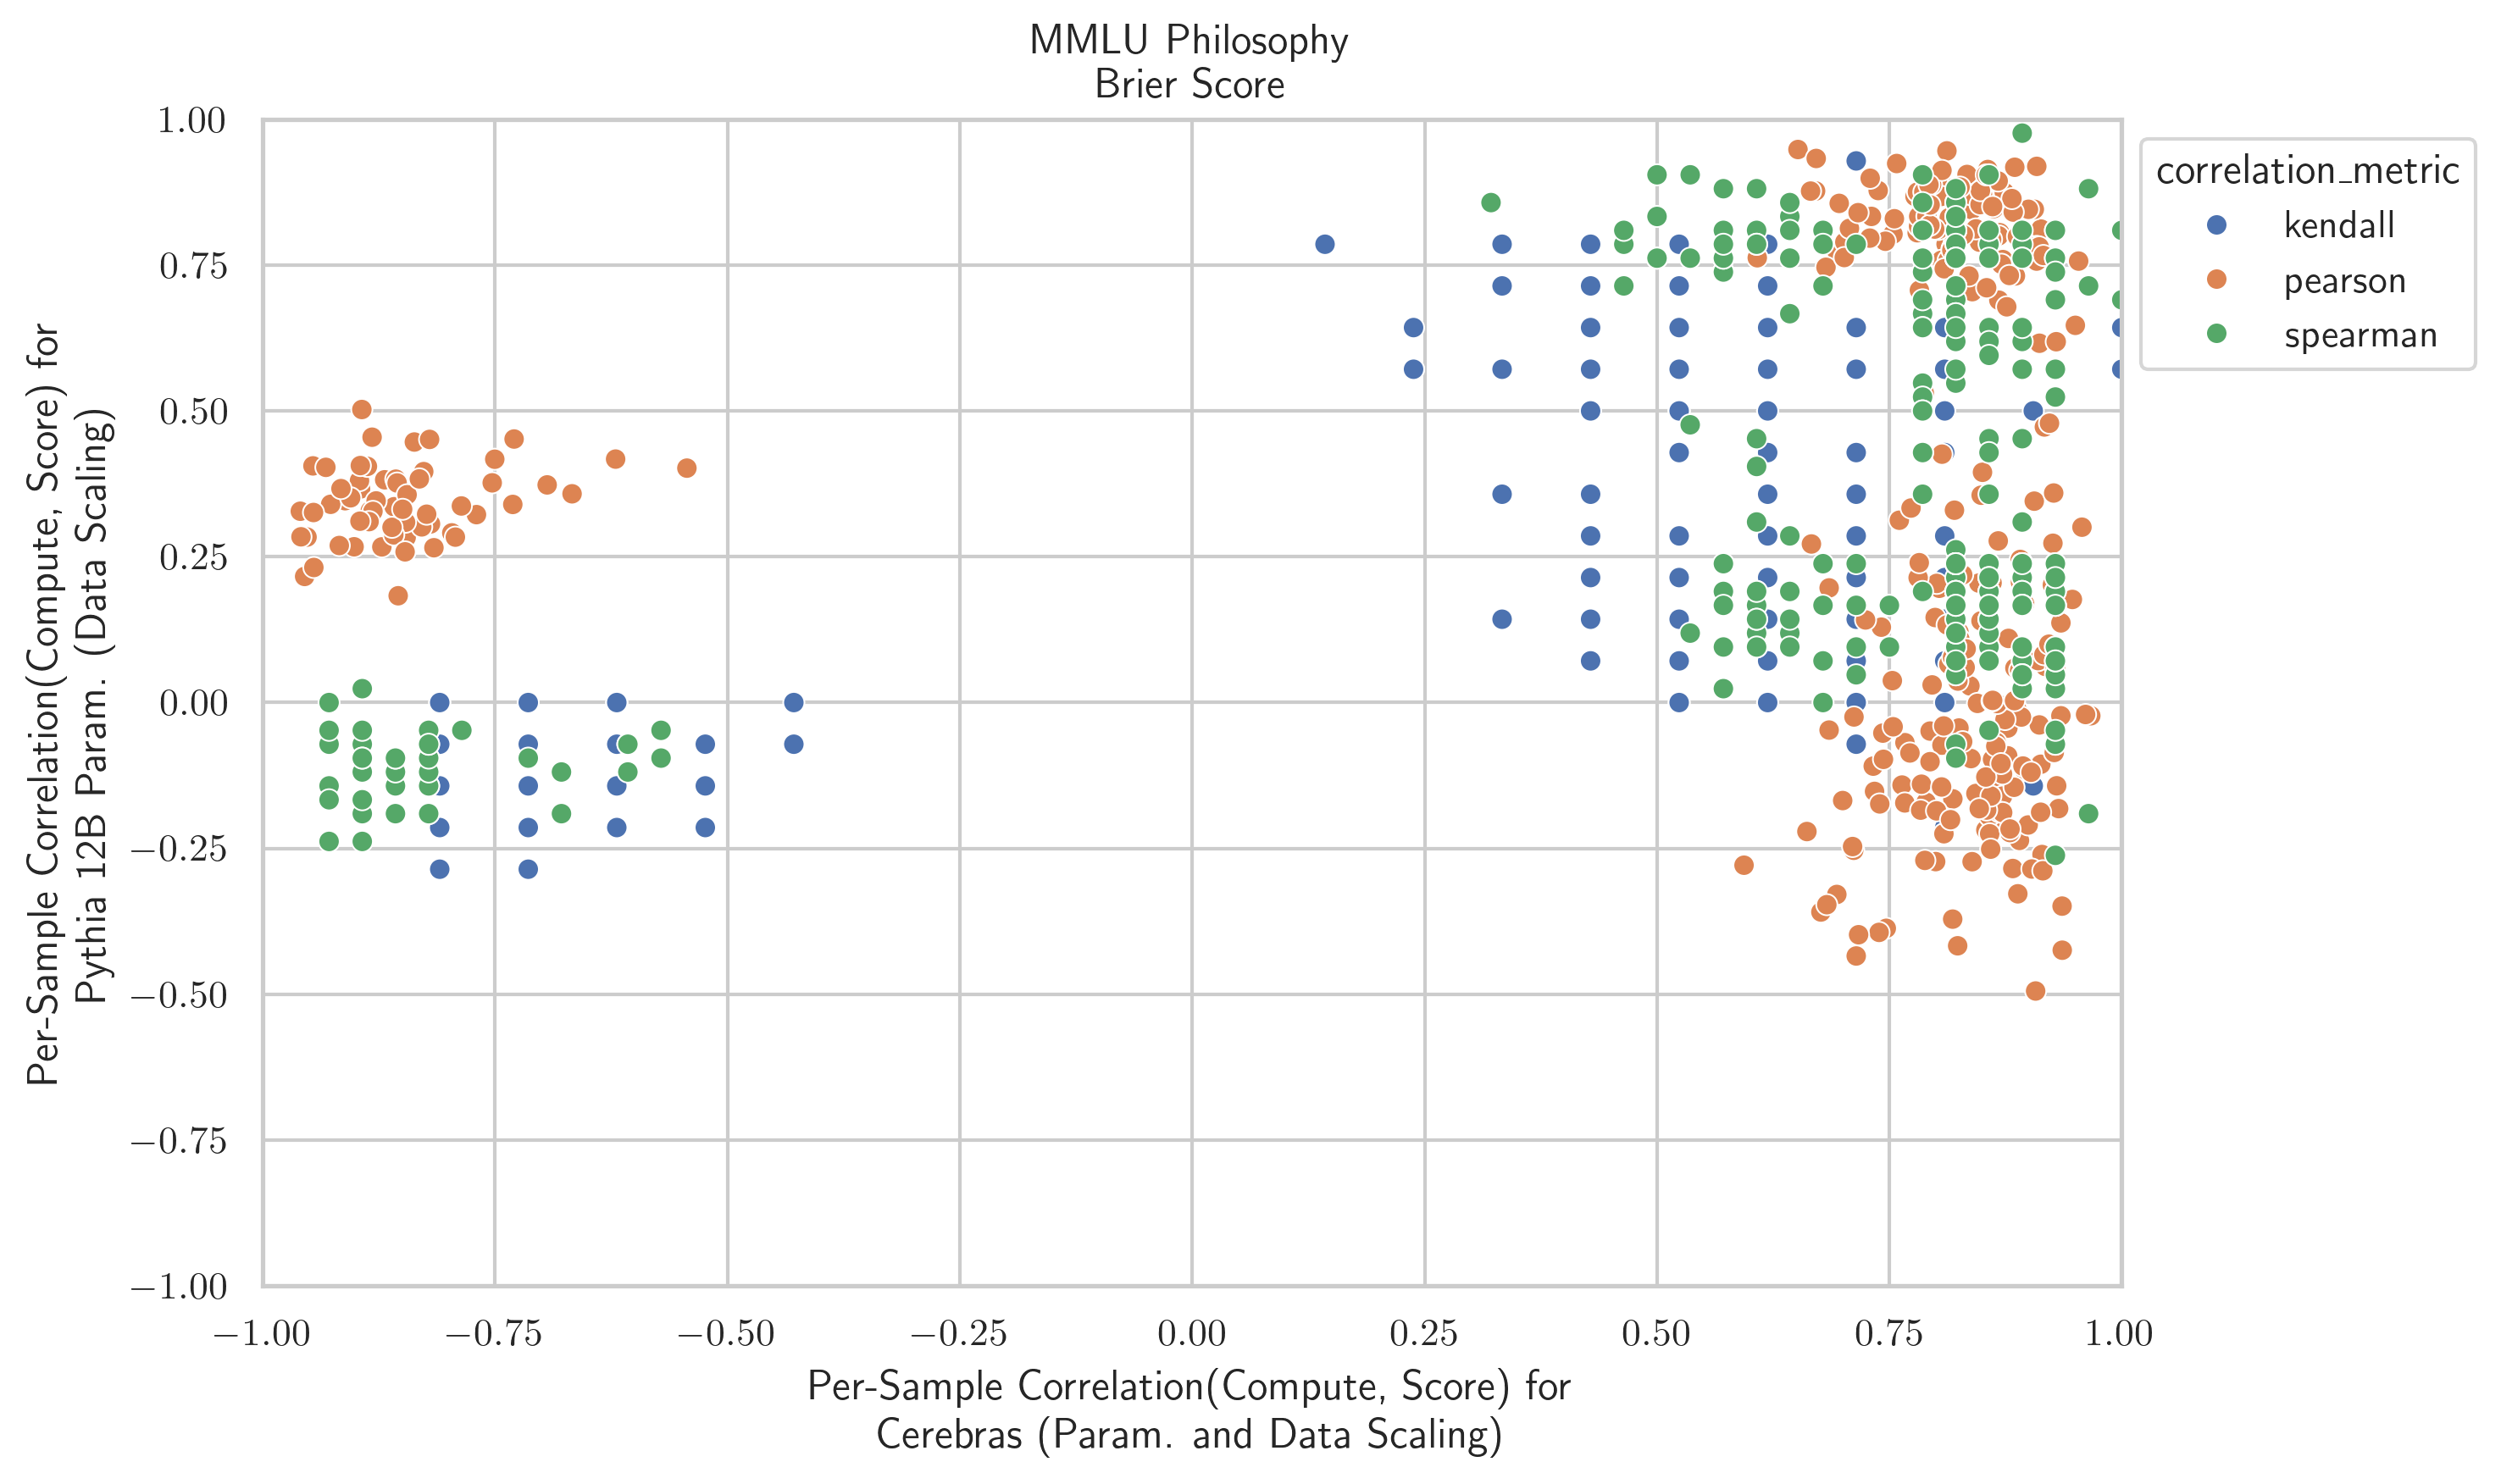 MMLU Philosophy
Brier Score
Per-Sample Correlation(Compute, Score) for
Pythia 12B Param. (Data Scaling)
1.00
0.75
0.50
0.25
0.00
−0.25
−0.50
−0.75
−1.00
−1.00 −0.75 −0.50 −0.25 0.00 0.25 0.50 0.75 1.00
Per-Sample Correlation(Compute, Score) for
Cerebras (Param. and Data Scaling)
correlation_metric
kendall
pearson
spearman